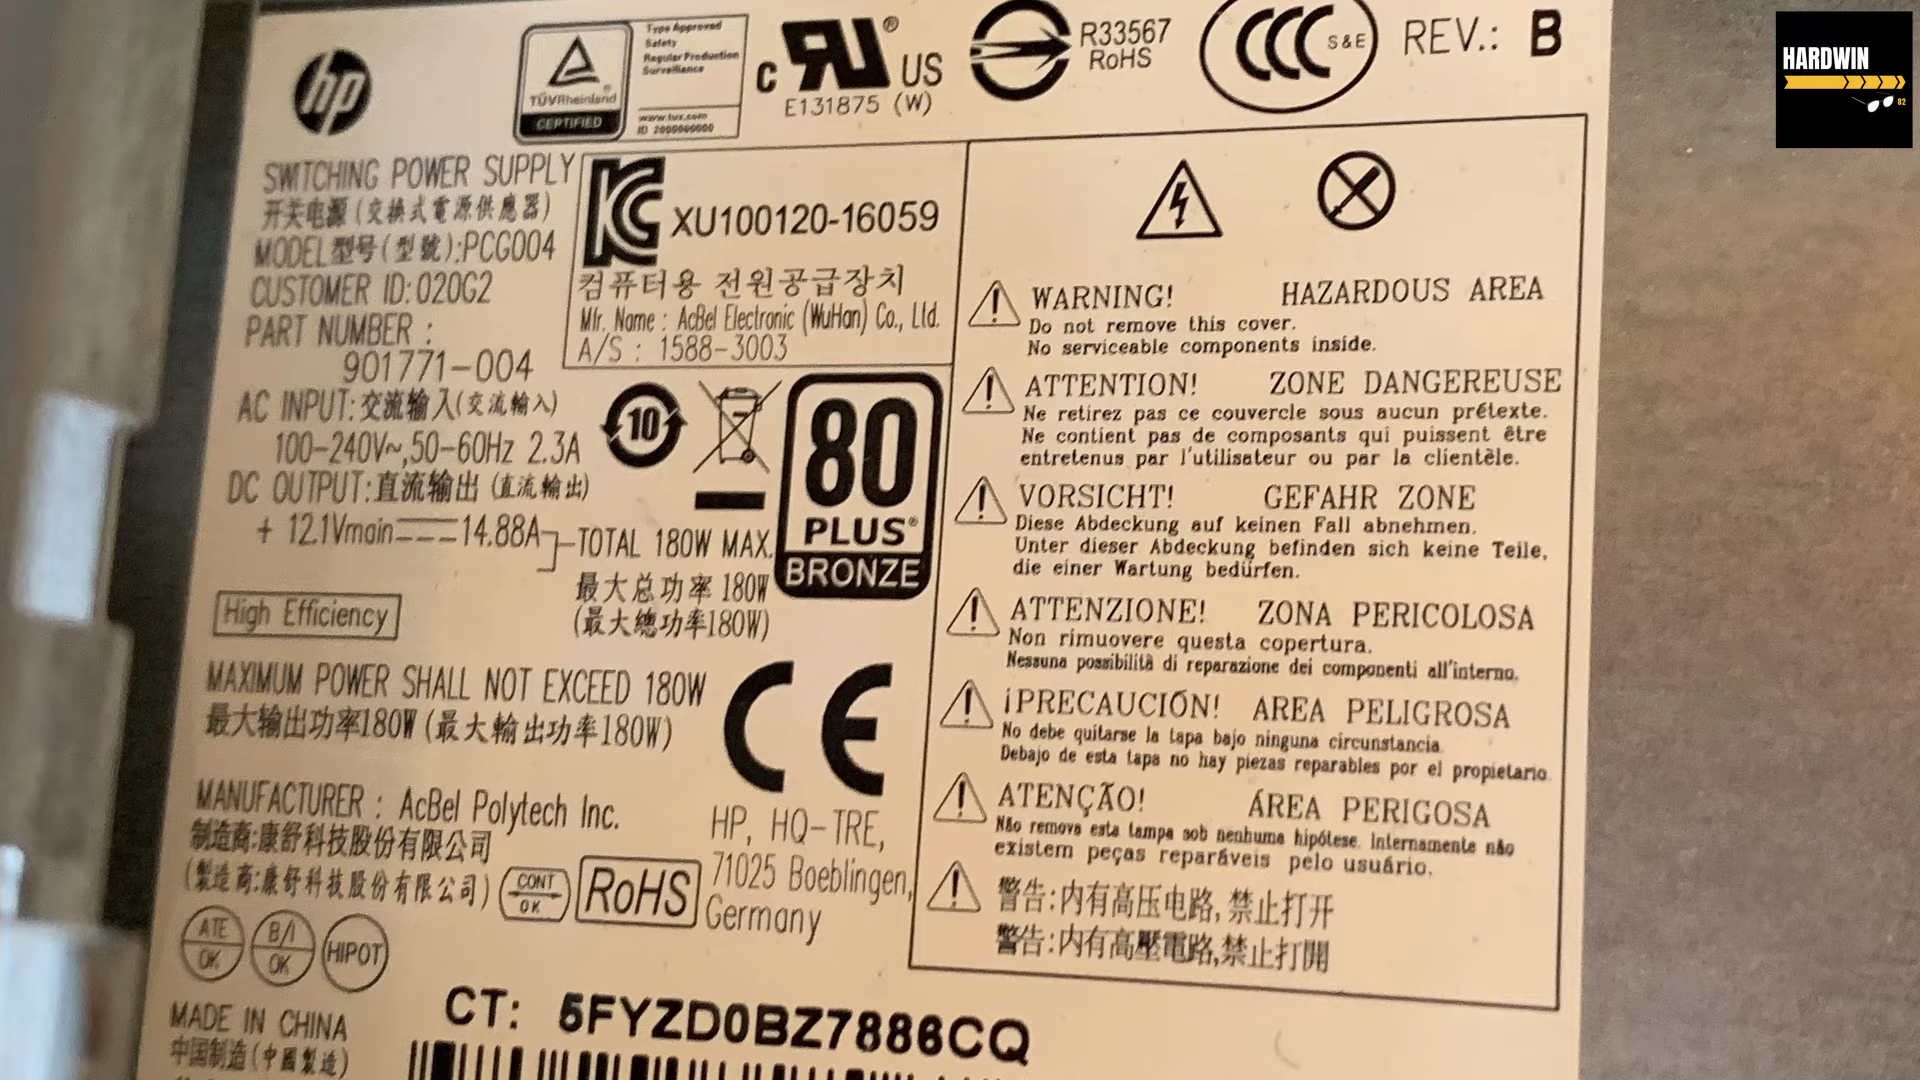 hp
TÜVRheinland
CERTIFIED
Type Approved
Safety
Regular Production
Surveillance
www.tuv.com
ID 2000000000
C RU US
E131875 (W)
R33567
RoHS
CCC S&E
REV.: B
HARDWIN
82
SWITCHING POWER SUPPLY
开关电源(交換式電源供應器)
MODEL型号(型號):PCG004
CUSTOMER ID:020G2
PART NUMBER :
901771-004
AC INPUT:交流输入(交流輸入)
100-240V~,50-60Hz 2.3A
DC OUTPUT:直流输出(直流輸出)
+ 12.1Vmain 14.88A
TOTAL 180W MAX.
最大总功率 180W
(最大總功率180W)
High Efficiency
MAXIMUM POWER SHALL NOT EXCEED 180W
最大输出功率180W(最大輸出功率180W)
MANUFACTURER : AcBel Polytech Inc.
制造商:康舒科技股份有限公司
(製造商:康舒科技股份有限公司)
CONT
OK
RoHS
ATE
OK
B/I
OK
HIPOT
MADE IN CHINA
中国制造(中國製造)
KC XU100120-16059
컴퓨터용 전원공급장치
Mfr. Name : AcBel Electronic (WuHan) Co., Ltd.
A/S : 1588-3003
10
80
PLUS®
BRONZE
CE
HP, HQ-TRE,
71025 Boeblingen,
Germany
WARNING! HAZARDOUS AREA
Do not remove this cover.
No serviceable components inside.
ATTENTION! ZONE DANGEREUSE
Ne retirez pas ce couvercle sous aucun prétexte.
Ne contient pas de composants qui puissent être
entretenus par l'utilisateur ou par la clientèle.
VORSICHT! GEFAHR ZONE
Diese Abdeckung auf keinen Fall abnehmen.
Unter dieser Abdeckung befinden sich keine Teile,
die einer Wartung bedürfen.
ATTENZIONE! ZONA PERICOLOSA
Non rimuovere questa copertura.
Nessuna possibilità di reparazione dei componenti all'interno.
¡PRECAUCIÓN! AREA PELIGROSA
No debe quitarse la tapa bajo ninguna circunstancia.
Debajo de esta tapa no hay piezas reparables por el propietario.
ATENÇÃO! ÁREA PERIGOSA
Não remova esta tampa sob nenhuma hipótese. Internamente não
existem peças reparáveis pelo usuário.
警告:内有高压电路,禁止打开
警告:内有高壓電路,禁止打開
CT: 5FYZD0BZ7886CQ